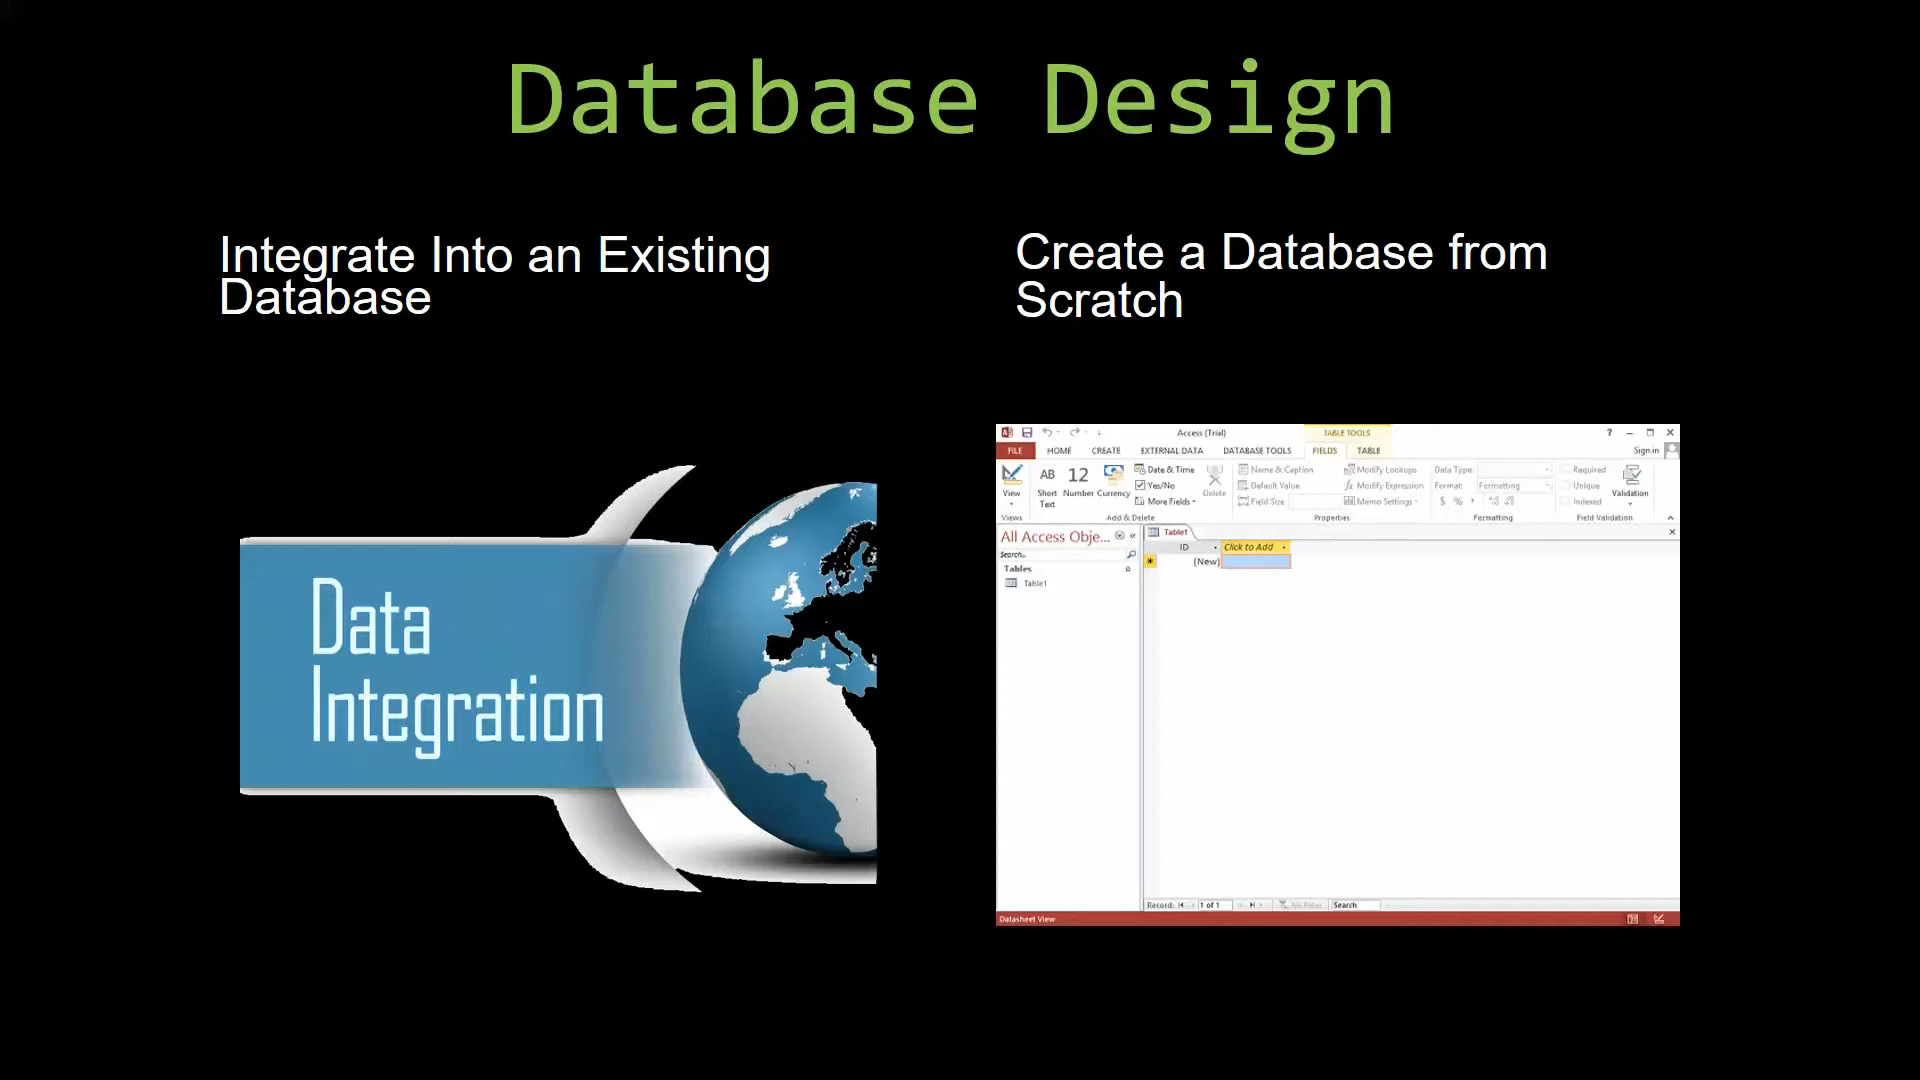 Database Design
Integrate Into an Existing
Database
Create a Database from
Scratch
Data
Integration
Access (Trial)
TABLE TOOLS
?
FILE
HOME
CREATE
EXTERNAL DATA
DATABASE TOOLS
FIELDS
TABLE
Sign in
View
AB
Short
Text
12
Number
Currency
Date & Time
Yes/No
More Fields
Delete
Name & Caption
Default Value
Field Size
Modify Lookups
fx Modify Expression
Memo Settings
Data Type:
Format: Formatting
$ %
Required
Unique
Indexed
Validation
Views
Add & Delete
Properties
Formatting
Field Validation
All Access Obje...
Search...
Tables
Table1
Table1
ID
Click to Add
(New)
Record: 1 of 1
No Filter
Search
Datasheet View